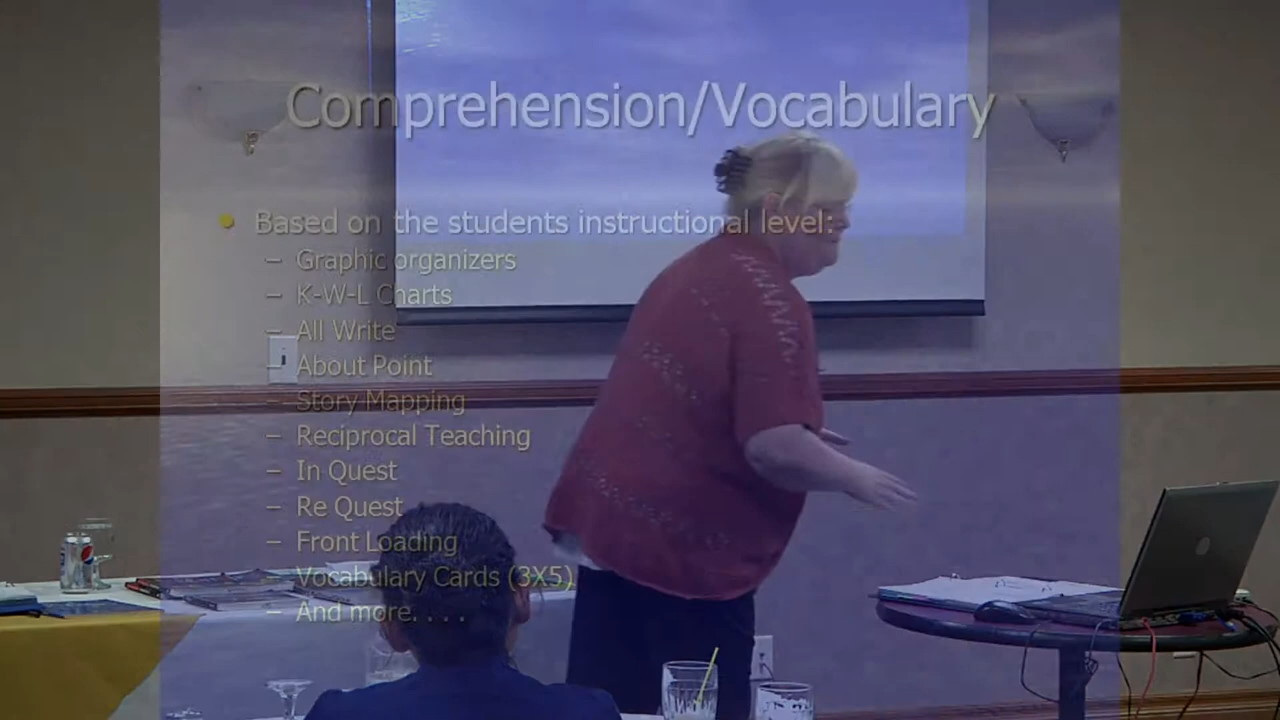 Comprehension/Vocabulary
Based on the students instructional level:
– Graphic organizers
– K-W-L Charts
– All Write
– About Point
– Story Mapping
– Reciprocal Teaching
– In Quest
– Re Quest
– Front Loading
– Vocabulary Cards (3X5)
– And more. . . .